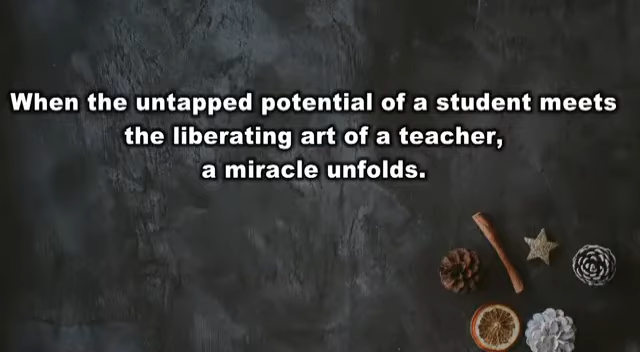 When the untapped potential of a student meets
the liberating art of a teacher,
a miracle unfolds.